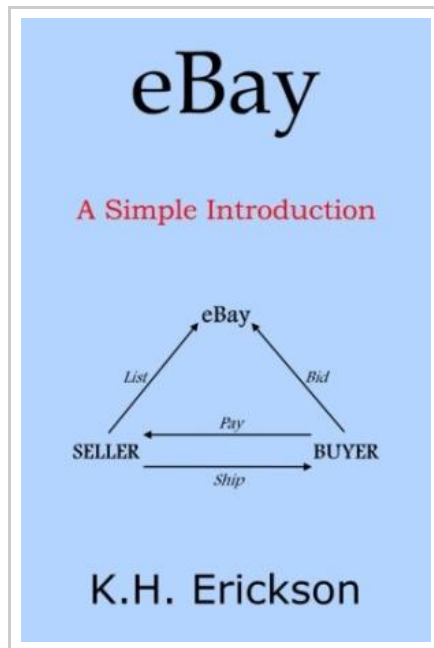 eBay
A Simple Introduction
eBay
List
Bid
Pay
SELLER
BUYER
Ship
K.H. Erickson